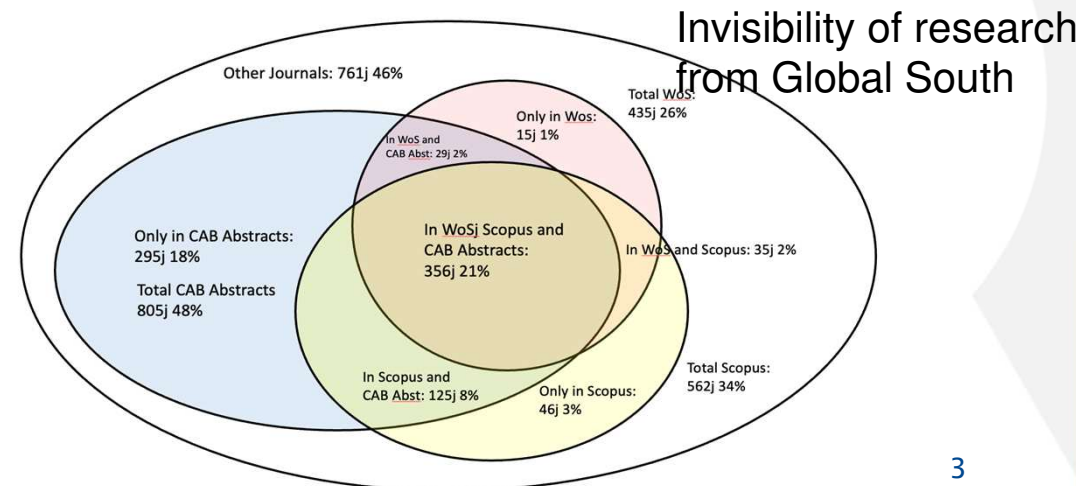 Invisibility of research
from Global South
Other Journals: 761j 46%
Total WoS:
435j 26%
Only in Wos:
15j 1%
In WoS and
CAB Abst: 29j 2%
Only in CAB Abstracts:
295j 18%
Total CAB Abstracts
805j 48%
In WoSj Scopus and
CAB Abstracts:
356j 21%
In WoS and Scopus: 35j 2%
In Scopus and
CAB Abst: 125j 8%
Only in Scopus:
46j 3%
Total Scopus:
562j 34%
3